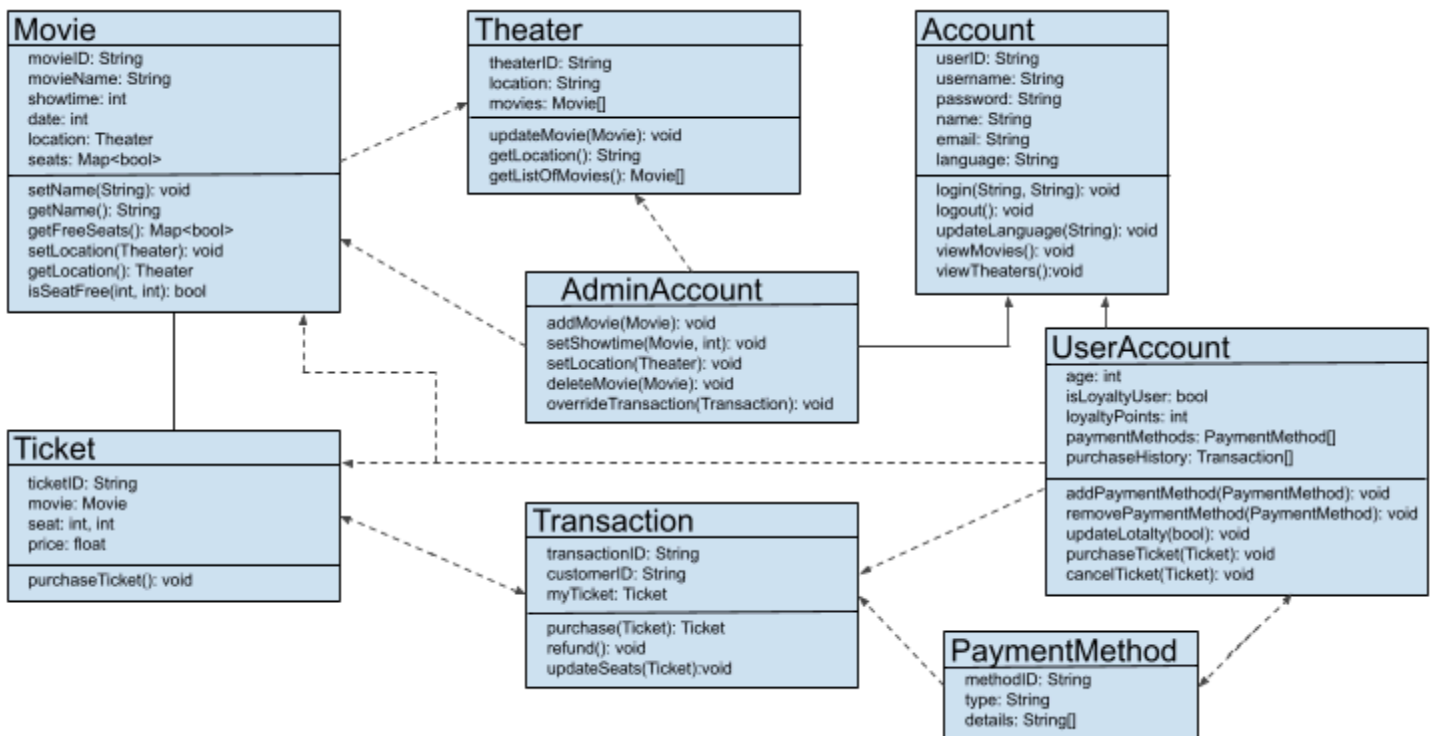 Movie
movieID: String
movieName: String
showtime: int
date: int
location: Theater
seats: Map<bool>
setName(String): void
getName(): String
getFreeSeats(): Map<bool>
setLocation(Theater): void
getLocation(): Theater
isSeatFree(int, int): bool
Theater
theaterID: String
location: String
movies: Movie[]
updateMovie(Movie): void
getLocation(): String
getListOfMovies(): Movie[]
Account
userID: String
username: String
password: String
name: String
email: String
language: String
login(String, String): void
logout(): void
updateLanguage(String): void
viewMovies(): void
viewTheaters():void
AdminAccount
addMovie(Movie): void
setShowtime(Movie, int): void
setLocation(Theater): void
deleteMovie(Movie): void
overrideTransaction(Transaction): void
UserAccount
age: int
isLoyaltyUser: bool
loyaltyPoints: int
paymentMethods: PaymentMethod[]
purchaseHistory: Transaction[]
addPaymentMethod(PaymentMethod): void
removePaymentMethod(PaymentMethod): void
updateLotalty(bool): void
purchaseTicket(Ticket): void
cancelTicket(Ticket): void
Ticket
ticketID: String
movie: Movie
seat: int, int
price: float
purchaseTicket(): void
Transaction
transactionID: String
customerID: String
myTicket: Ticket
purchase(Ticket): Ticket
refund(): void
updateSeats(Ticket):void
PaymentMethod
methodID: String
type: String
details: String[]